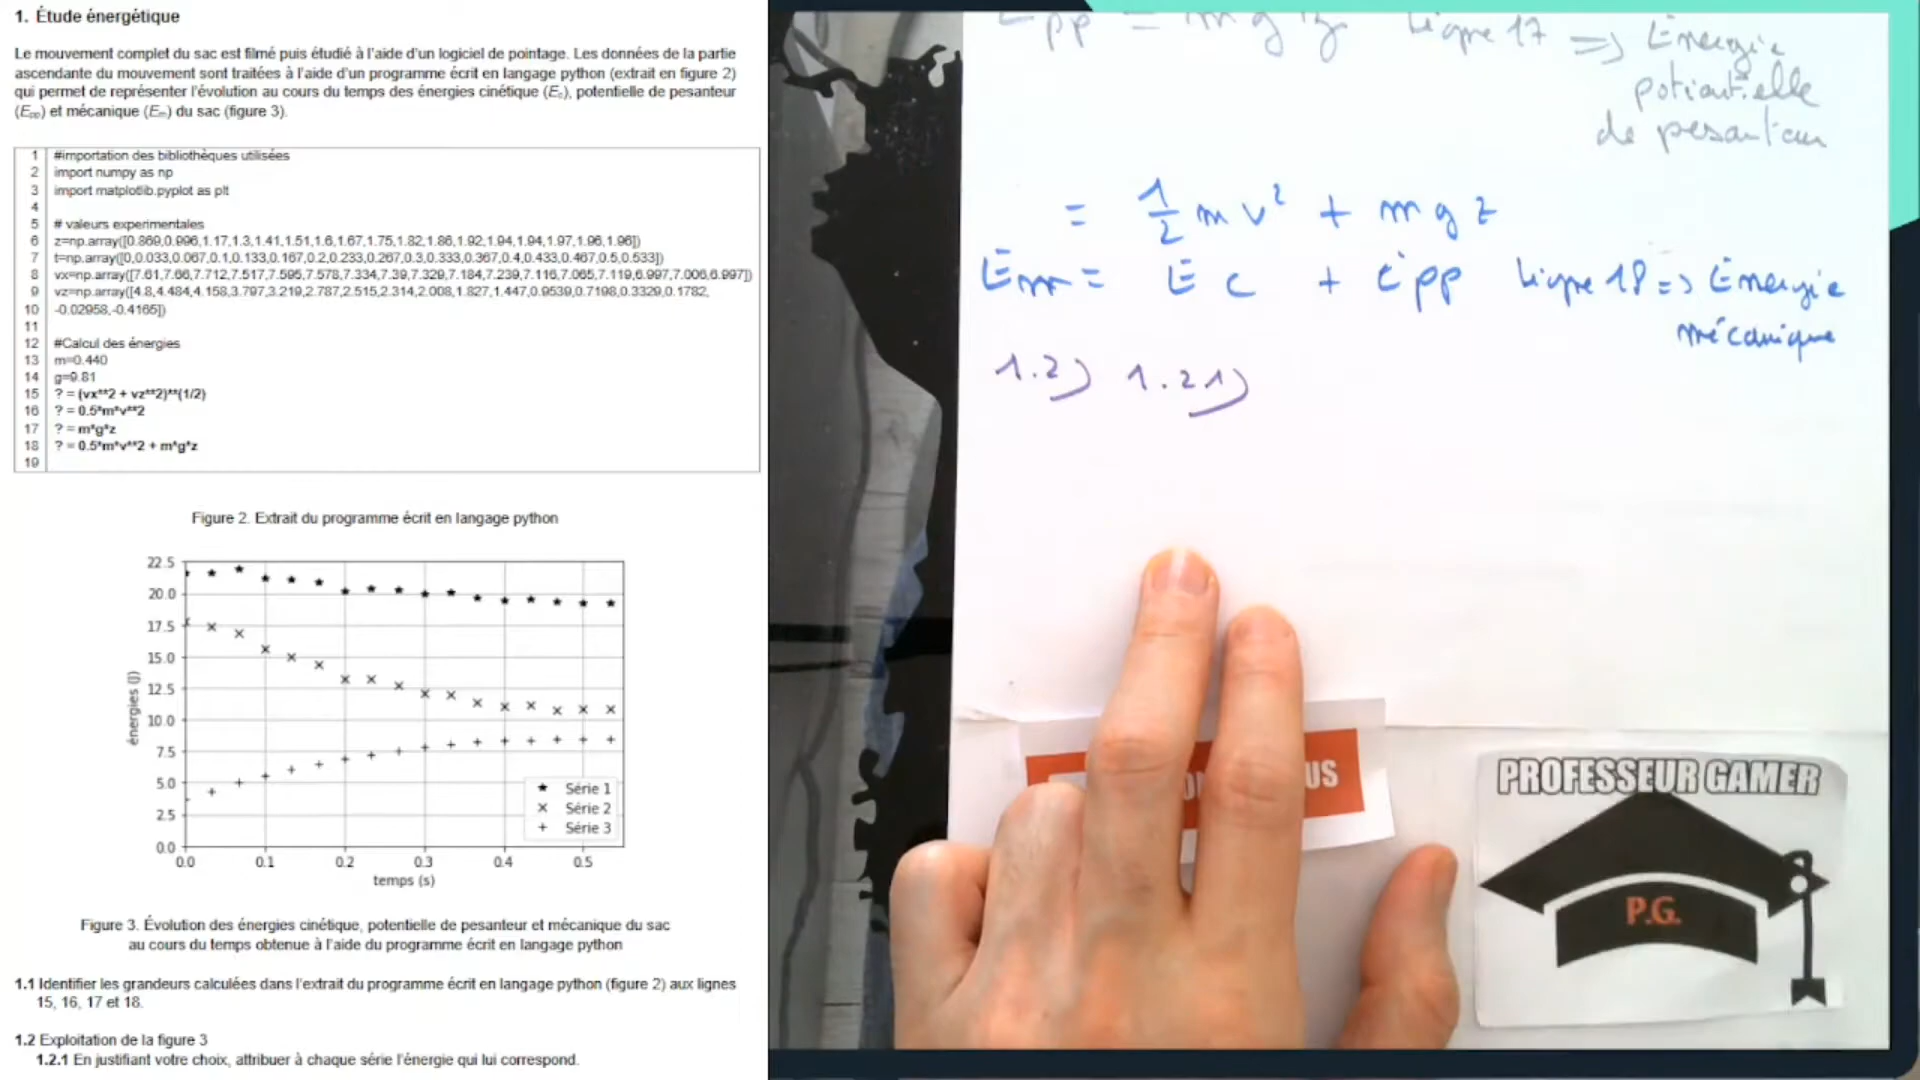 1. Étude énergétique
Le mouvement complet du sac est filmé puis étudié à l'aide d'un logiciel de pointage. Les données de la partie
ascendante du mouvement sont traitées à l'aide d'un programme écrit en langage python (extrait en figure 2)
qui permet de représenter l'évolution au cours du temps des énergies cinétique (Ec), potentielle de pesanteur
(Epp) et mécanique (Em) du sac (figure 3).
1 #importation des bibliothèques utilisées
2 import numpy as np
3 import matplotlib.pyplot as plt
4
5 # valeurs experimentales
6 z=np.array([0.869,0.996,1.17,1.3,1.41,1.51,1.6,1.67,1.75,1.82,1.86,1.92,1.94,1.94,1.97,1.96,1.96])
7 t=np.array([0,0.033,0.067,0.1,0.133,0.167,0.2,0.233,0.267,0.3,0.333,0.367,0.4,0.433,0.467,0.5,0.533])
8 vx=np.array([7.61,7.66,7.712,7.517,7.595,7.578,7.334,7.39,7.329,7.184,7.239,7.116,7.065,7.119,6.997,7.006,6.997])
9 vz=np.array([4.8,4.484,4.158,3.797,3.219,2.787,2.515,2.314,2.008,1.827,1.447,0.9539,0.7198,0.3329,0.1782,
10 -0.02958,-0.4165])
11
12 #Calcul des énergies
13 m=0.440
14 g=9.81
15 ? = (vx**2 + vz**2)**(1/2)
16 ? = 0.5*m*v**2
17 ? = m*g*z
18 ? = 0.5*m*v**2 + m*g*z
19
Figure 2. Extrait du programme écrit en langage python
22.5
20.0
17.5
15.0
12.5
10.0
7.5
5.0
2.5
0.0
énergies (J)
Série 1
Série 2
Série 3
0.0 0.1 0.2 0.3 0.4 0.5
temps (s)
Figure 3. Évolution des énergies cinétique, potentielle de pesanteur et mécanique du sac
au cours du temps obtenue à l'aide du programme écrit en langage python
1.1 Identifier les grandeurs calculées dans l'extrait du programme écrit en langage python (figure 2) aux lignes
15, 16, 17 et 18.
1.2 Exploitation de la figure 3
1.2.1 En justifiant votre choix, attribuer à chaque série l'énergie qui lui correspond.
Epp = m g z ligne 17 => Énergie
potentielle
de pesanteur
= 1/2 m v² + m g z
Em = Ec + Epp ligne 18 => Énergie
mécanique
1.2) 1.21)
US
PROFESSEUR GAMER
P.G.